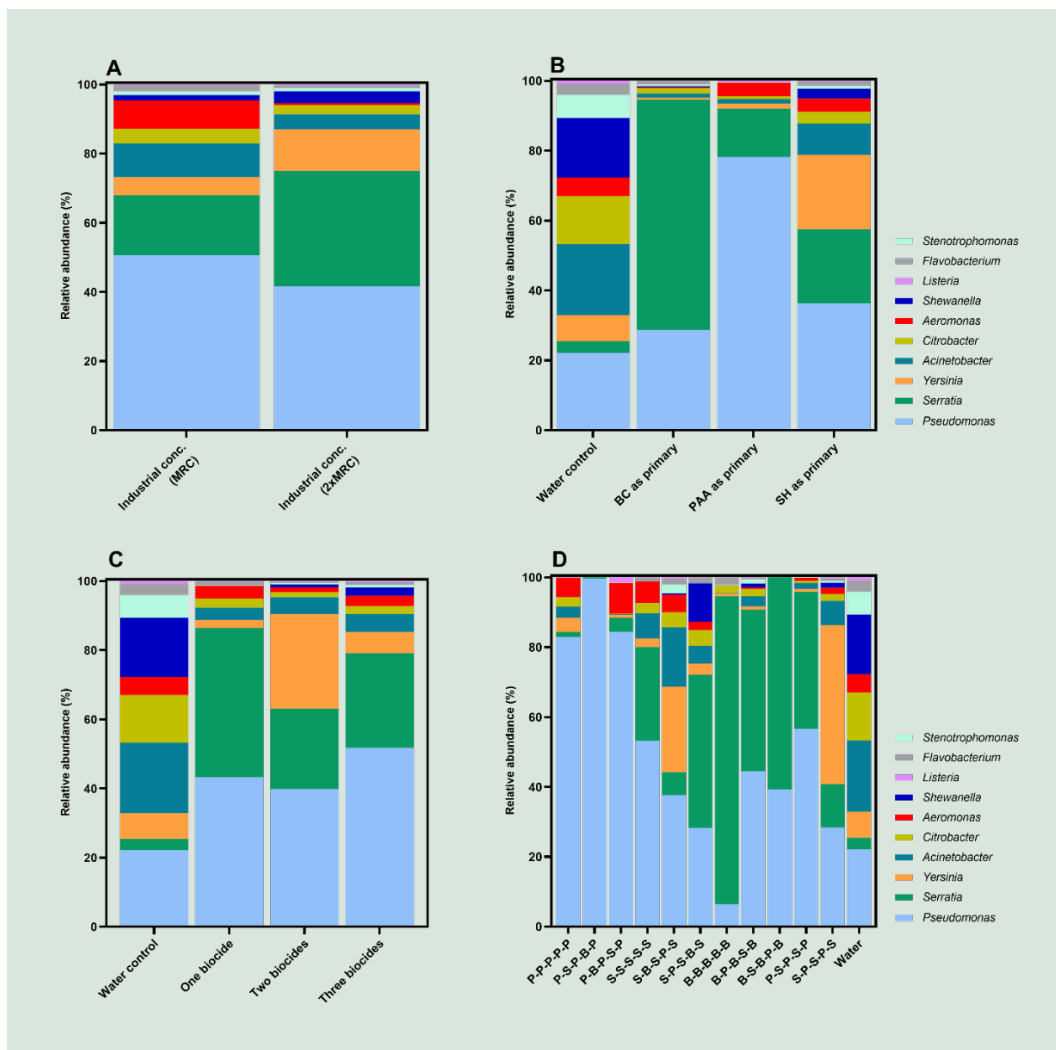 A
Relative abundance (%)
100
80
60
40
20
0
Industrial conc.
(MRC)
Industrial conc.
(2xMRC)
B
Relative abundance (%)
100
80
60
40
20
0
Water control
BC as primary
PAA as primary
SH as primary
Stenotrophomonas
Flavobacterium
Listeria
Shewanella
Aeromonas
Citrobacter
Acinetobacter
Yersinia
Serratia
Pseudomonas
C
Relative abundance (%)
100
80
60
40
20
0
Water control
One biocide
Two biocides
Three biocides
D
Relative abundance (%)
100
80
60
40
20
0
P-P-P-P-P
P-S-P-B-P
P-B-P-S-P
S-S-S-S-S
S-B-S-P-S
S-P-S-B-S
B-B-B-B-B
B-P-B-S-B
B-S-B-P-B
P-S-P-S-P
S-P-S-P-S
Water
Stenotrophomonas
Flavobacterium
Listeria
Shewanella
Aeromonas
Citrobacter
Acinetobacter
Yersinia
Serratia
Pseudomonas